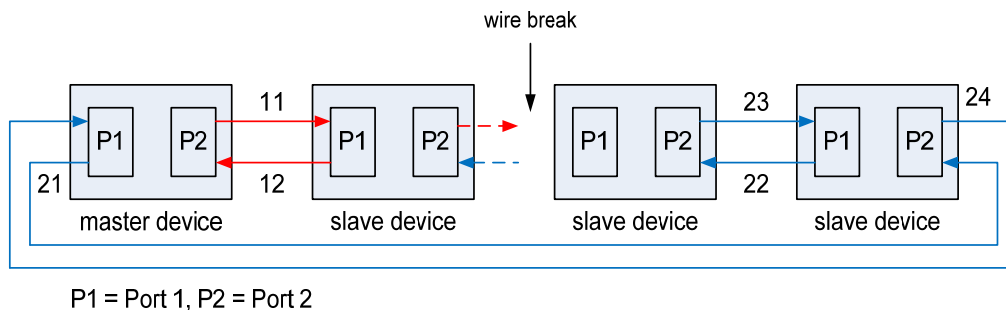 wire break
11
23
24
P1
P2
P1
P2
P1
P2
P1
P2
21
12
22
master device
slave device
slave device
slave device
P1 = Port 1, P2 = Port 2